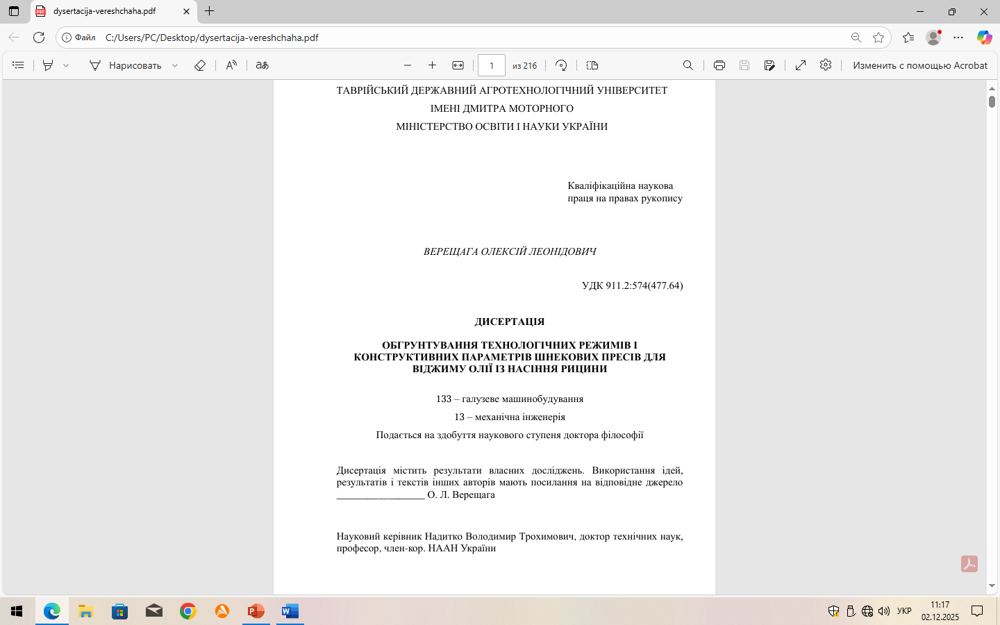 dysertacija-vereshchaha.pdf
Файл C:/Users/PC/Desktop/dysertacija-vereshchaha.pdf
Нарисовать
1 из 216
Изменить с помощью Acrobat
ТАВРІЙСЬКИЙ ДЕРЖАВНИЙ АГРОТЕХНОЛОГІЧНИЙ УНІВЕРСИТЕТ
ІМЕНІ ДМИТРА МОТОРНОГО
МІНІСТЕРСТВО ОСВІТИ І НАУКИ УКРАЇНИ
Кваліфікаційна наукова
праця на правах рукопису
ВЕРЕЩАГА ОЛЕКСІЙ ЛЕОНІДОВИЧ
УДК 911.2:574(477.64)
ДИСЕРТАЦІЯ
ОБГРУНТУВАННЯ ТЕХНОЛОГІЧНИХ РЕЖИМІВ І
КОНСТРУКТИВНИХ ПАРАМЕТРІВ ШНЕКОВИХ ПРЕСІВ ДЛЯ
ВІДЖИМУ ОЛІЇ ІЗ НАСІННЯ РИЦИНИ
133 – галузеве машинобудування
13 – механічна інженерія
Подається на здобуття наукового ступеня доктора філософії
Дисертація містить результати власних досліджень. Використання ідей,
результатів і текстів інших авторів мають посилання на відповідне джерело
_________________ О. Л. Верещага
Науковий керівник Надитко Володимир Трохимович, доктор технічних наук,
професор, член-кор. НААН України
УКР
11:17
02.12.2025